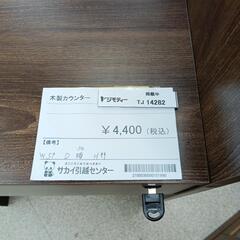 木製カウンター
ジモティー
掲載中
TJ 14282
¥4,400(税込)
【備考】
サカイ引越センター